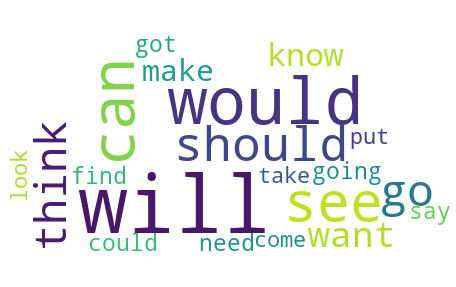 got
know
make
can
would
should
put
think
look
find
will
take
going
see
go
say
could
need
come
want